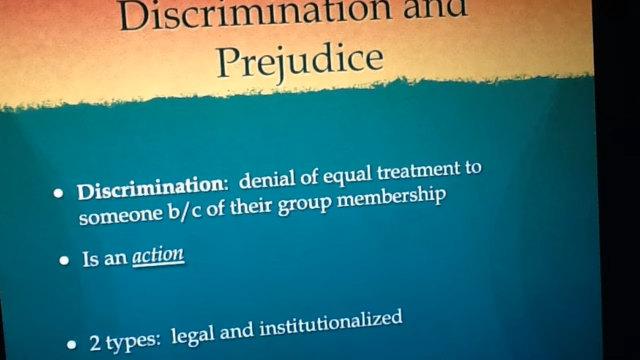 Discrimination and
Prejudice
• Discrimination: denial of equal treatment to
someone b/c of their group membership
• Is an action
• 2 types: legal and institutionalized